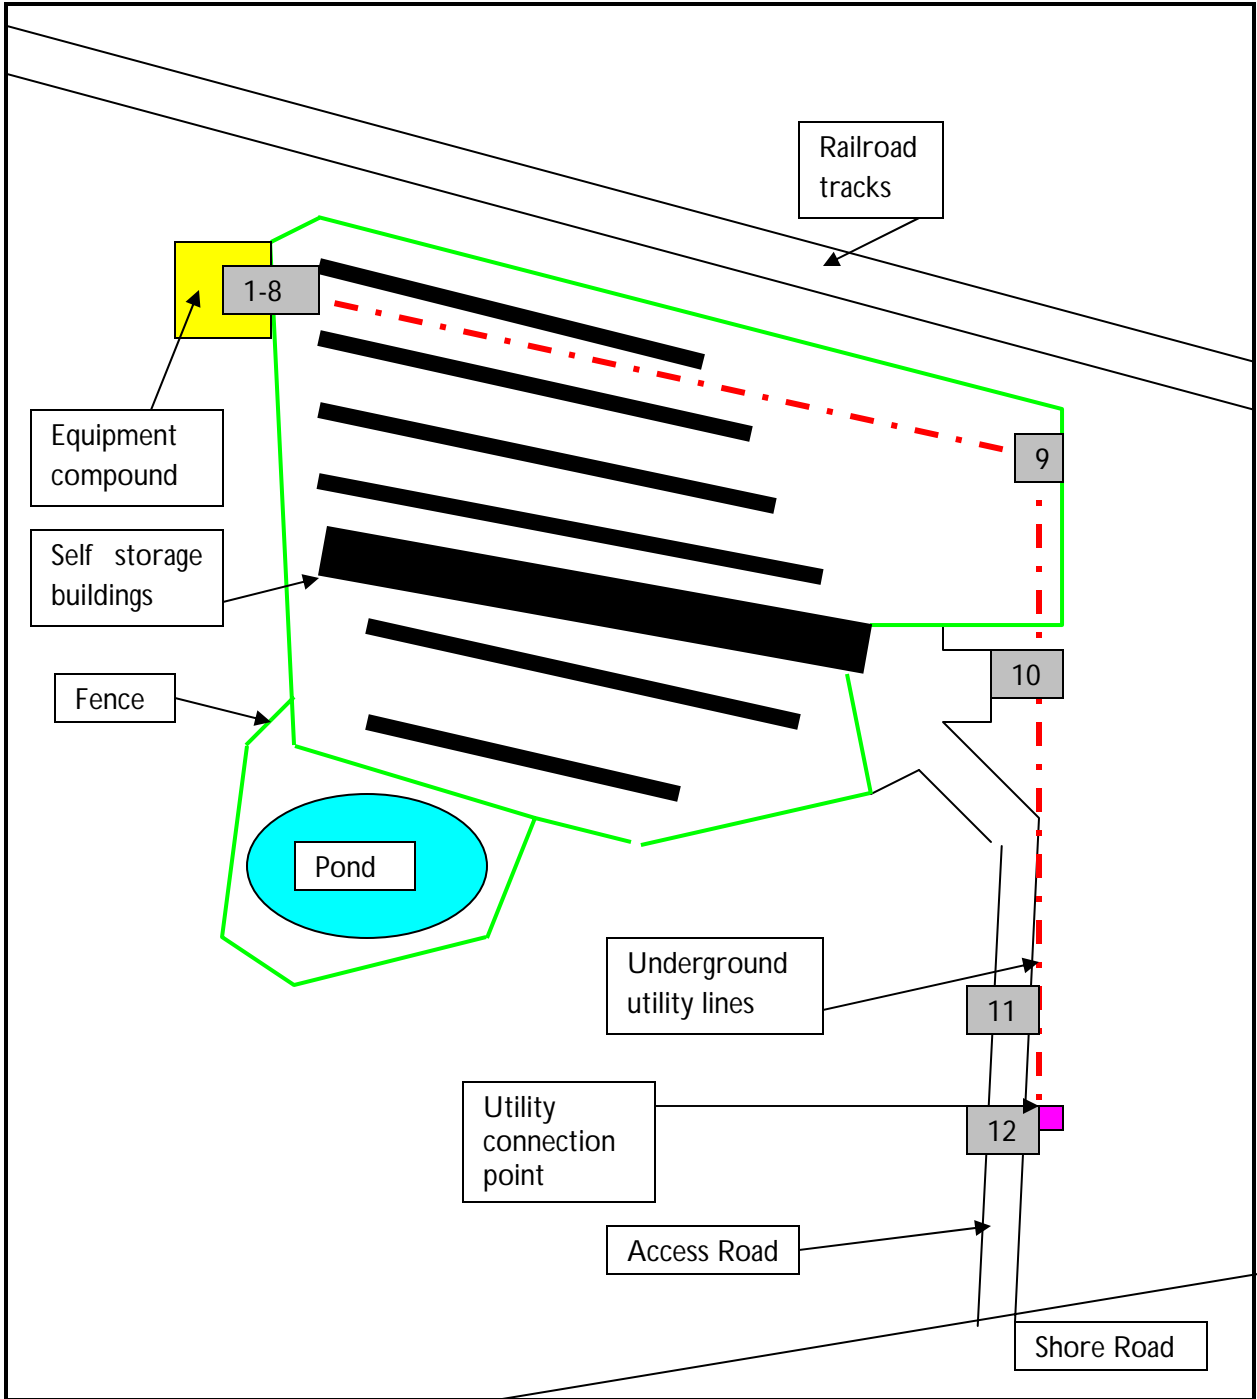 Railroad
tracks
1-8
Equipment
compound
9
Self storage
buildings
10
Fence
Pond
Underground
utility lines
11
Utility
connection
point
12
Access Road
Shore Road